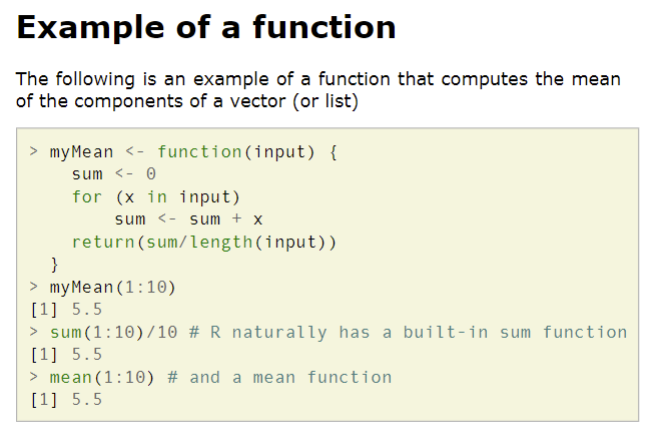 Example of a function
The following is an example of a function that computes the mean
of the components of a vector (or list)
> myMean <- function(input) {
    sum <- 0
    for (x in input)
        sum <- sum + x
    return(sum/length(input))
  }
> myMean(1:10)
[1] 5.5
> sum(1:10)/10 # R naturally has a built-in sum function
[1] 5.5
> mean(1:10) # and a mean function
[1] 5.5